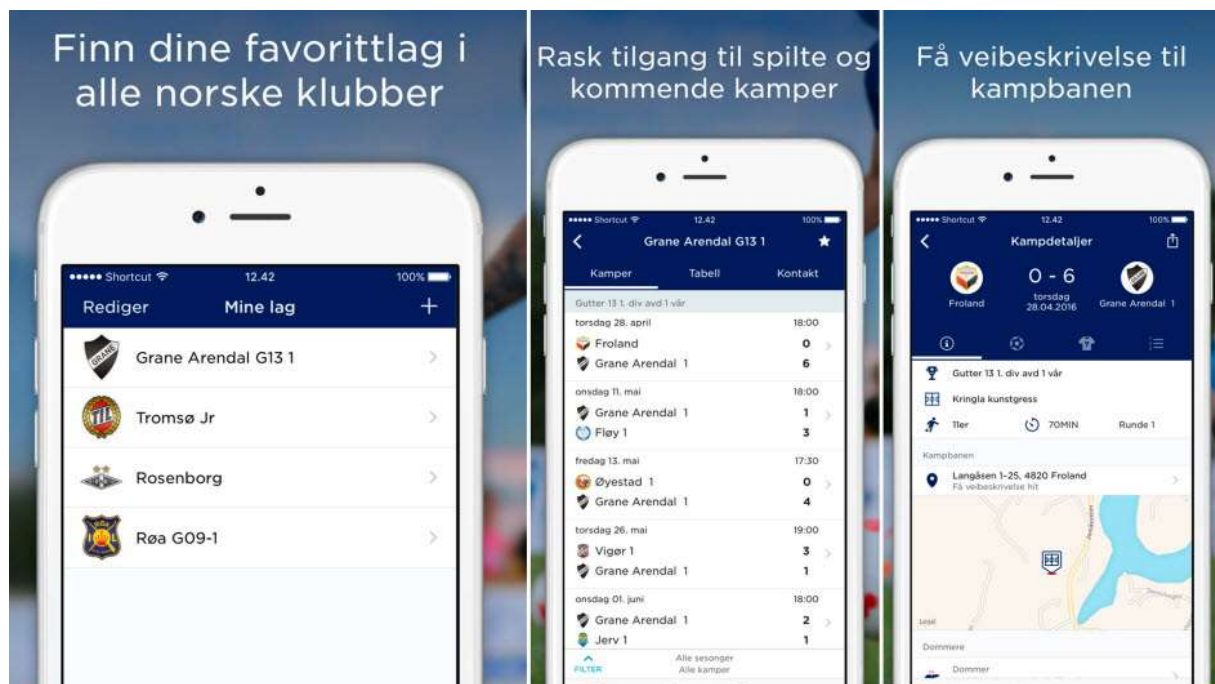 Finn dine favorittlag i
alle norske klubber
Shortcut 12.42 100%
Rediger Mine lag +
GRANE
Grane Arendal G13 1
TIL
Tromsø Jr
Rosenborg
Røa G09-1
Rask tilgang til spilte og
kommende kamper
Shortcut 12.42 100%
Grane Arendal G13 1
Kamper Tabell Kontakt
Gutter 13 1. div avd 1 vår
torsdag 28. april 18:00
Froland 0
Grane Arendal 1 6
onsdag 11. mai 18:00
Grane Arendal 1 1
Fløy 1 3
fredag 13. mai 17:30
Øyestad 1 0
Grane Arendal 1 4
torsdag 26. mai 19:00
Vigør 1 3
Grane Arendal 1 1
onsdag 01. juni 18:00
Grane Arendal 1 2
Jerv 1 1
FILTER
Alle sesonger
Alle kamper
Få veibeskrivelse til
kampbanen
Shortcut 12.42 100%
Kampdetaljer
0 - 6
torsdag
28.04.2016
Froland Grane Arendal 1
Gutter 13 1. div avd 1 vår
Kringla kunstgress
11er 70MIN Runde 1
Kampbanen
Langåsen 1-25, 4820 Froland
Få veibeskrivelse hit
Legal
Dommere
Dommer